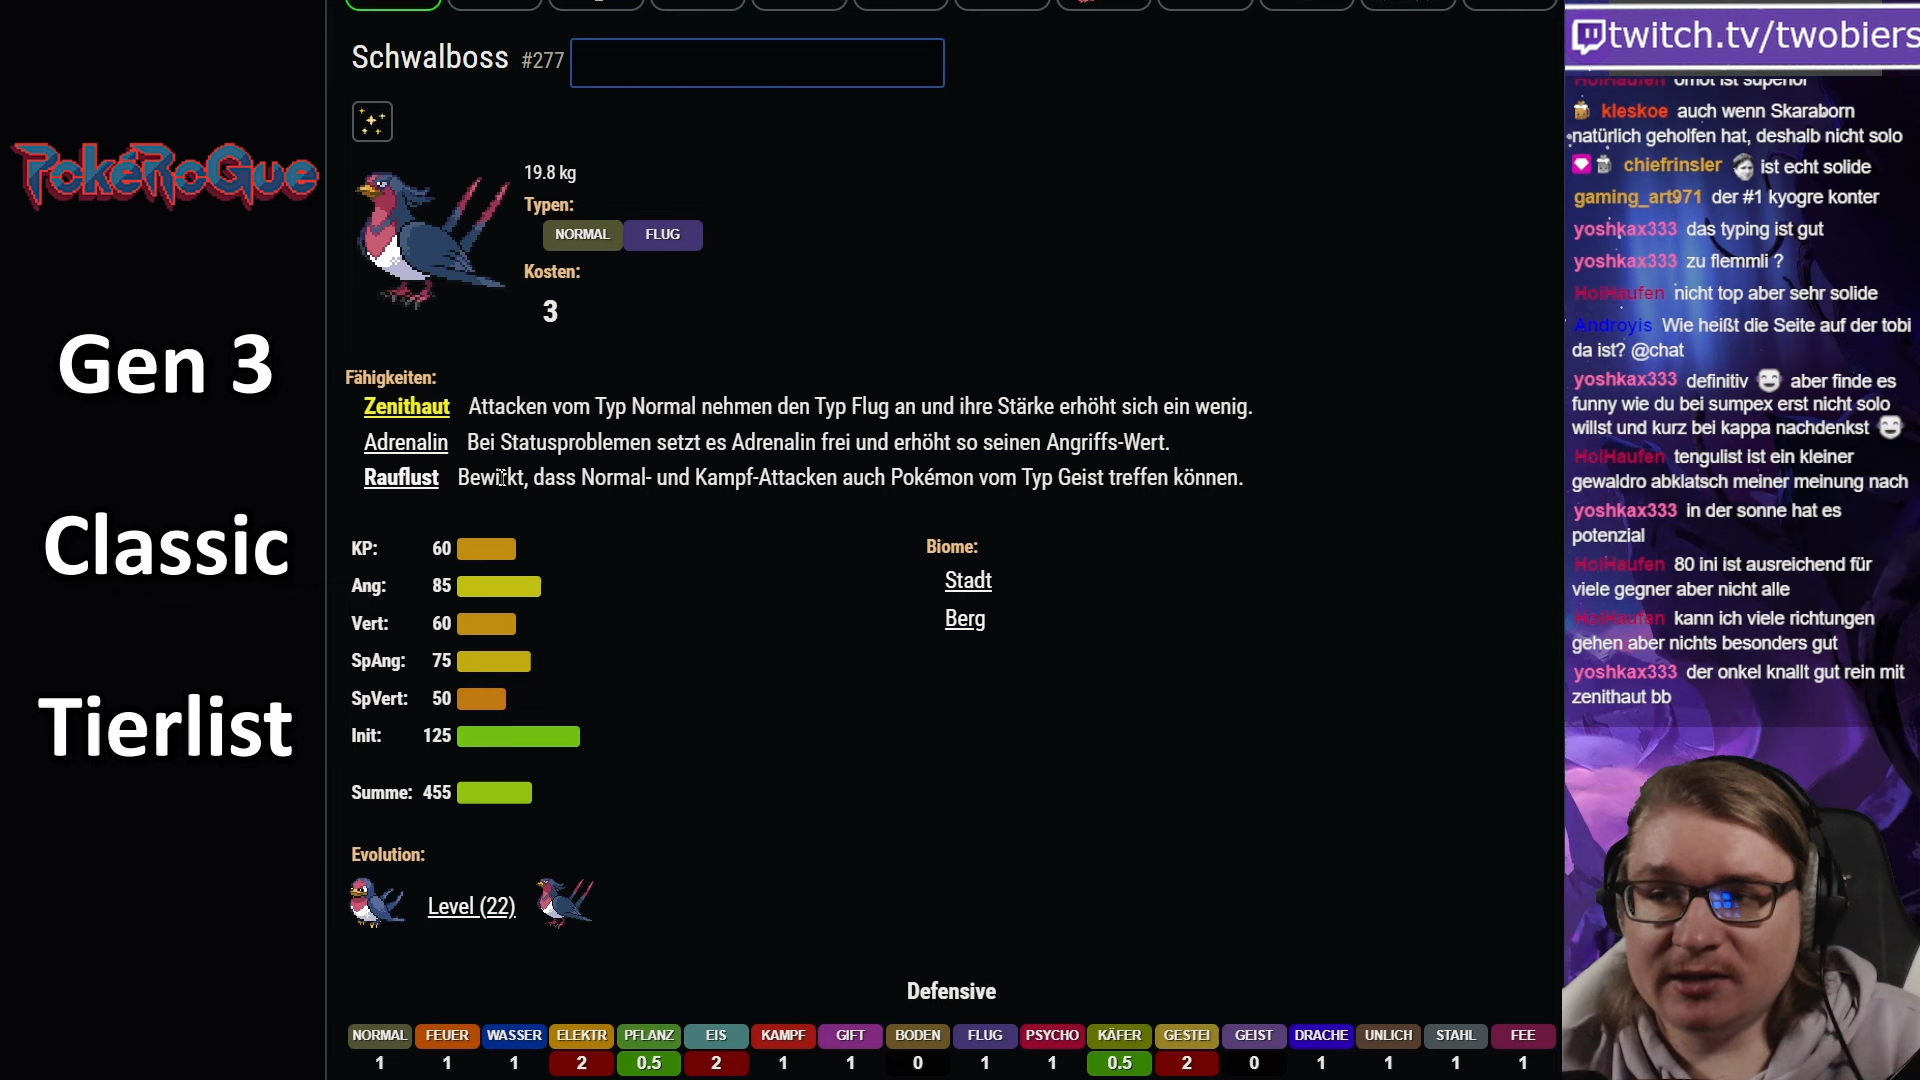 PokéRoGue
Gen 3
Classic
Tierlist
Schwalboss #277
19.8 kg
Typen:
NORMAL FLUG
Kosten:
3
Fähigkeiten:
Zenithaut Attacken vom Typ Normal nehmen den Typ Flug an und ihre Stärke erhöht sich ein wenig.
Adrenalin Bei Statusproblemen setzt es Adrenalin frei und erhöht so seinen Angriffs-Wert.
Rauflust Bewirkt, dass Normal- und Kampf-Attacken auch Pokémon vom Typ Geist treffen können.
KP: 60
Ang: 85
Vert: 60
SpAng: 75
SpVert: 50
Init: 125
Summe: 455
Biome:
Stadt
Berg
Evolution:
Level (22)
Defensive
NORMAL FEUER WASSER ELEKTR PFLANZ EIS KAMPF GIFT BODEN FLUG PSYCHO KÄFER GESTEI GEIST DRACHE UNLICH STAHL FEE
1 1 1 2 0.5 2 1 1 0 1 1 0.5 2 0 1 1 1 1
twitch.tv/twobiers
HoiHaufen omot ist superior
kleskoe auch wenn Skaraborn
natürlich geholfen hat, deshalb nicht solo
chiefrinsler ist echt solide
gaming_art971 der #1 kyogre konter
yoshkax333 das typing ist gut
yoshkax333 zu flemmli ?
HoiHaufen nicht top aber sehr solide
Androyis Wie heißt die Seite auf der tobi
da ist? @chat
yoshkax333 definitiv aber finde es
funny wie du bei sumpex erst nicht solo
willst und kurz bei kappa nachdenkst
HoiHaufen tengulist ist ein kleiner
gewaldro abklatsch meiner meinung nach
yoshkax333 in der sonne hat es
potenzial
HoiHaufen 80 ini ist ausreichend für
viele gegner aber nicht alle
HoiHaufen kann ich viele richtungen
gehen aber nichts besonders gut
yoshkax333 der onkel knallt gut rein mit
zenithaut bb